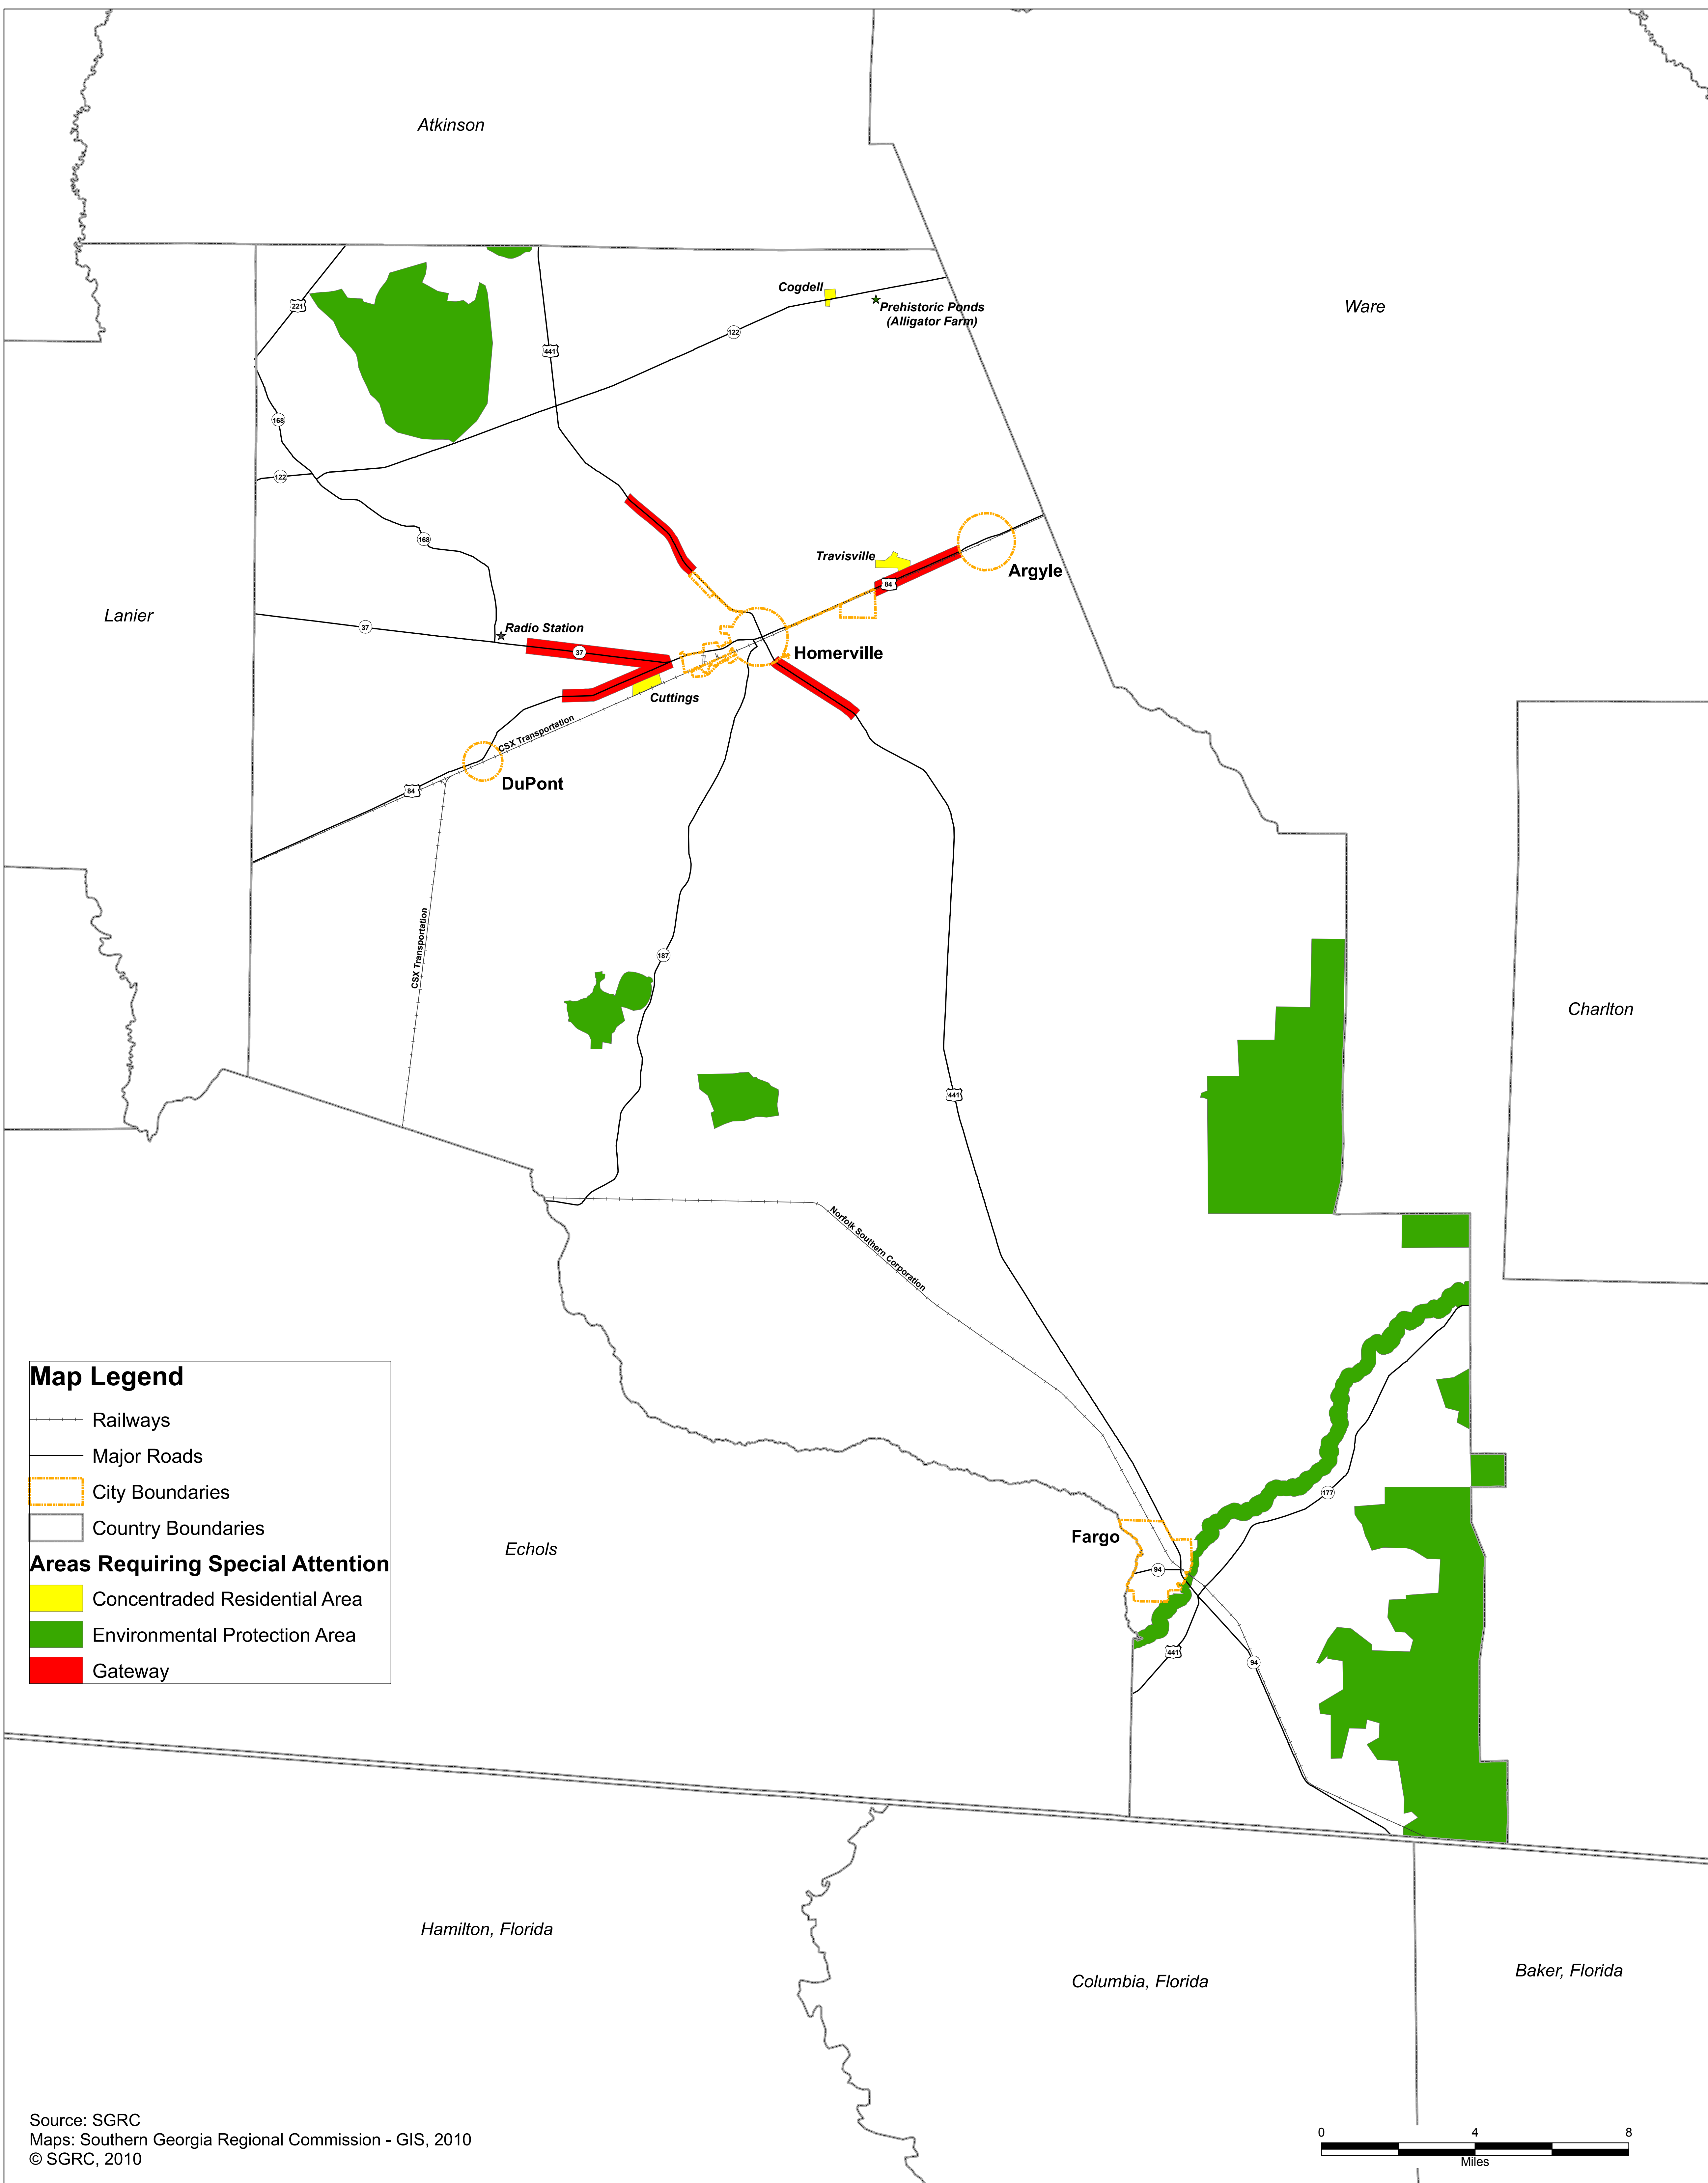 Atkinson
Ware
Cogdell
Prehistoric Ponds
(Alligator Farm)
221
122
441
168
122
168
Travisville
84
Argyle
Lanier
37
Radio Station
37
Homerville
Cuttings
CSX Transportation
DuPont
84
CSX Transportation
187
Charlton
441
Norfolk Southern Corporation
Map Legend
Railways
Major Roads
City Boundaries
Country Boundaries
Areas Requiring Special Attention
Concentraded Residential Area
Environmental Protection Area
Gateway
177
Fargo
Echols
94
441
94
Hamilton, Florida
Columbia, Florida
Baker, Florida
Source: SGRC
Maps: Southern Georgia Regional Commission - GIS, 2010
© SGRC, 2010
0 4 8
Miles